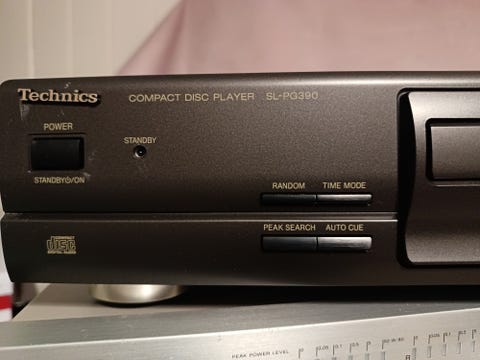 Technics
COMPACT DISC PLAYER SL-PG390
POWER
STANDBY
STANDBY⏻/ON
RANDOM TIME MODE
PEAK SEARCH AUTO CUE
COMPACT
disc
DIGITAL AUDIO
PEAK POWER LEVEL